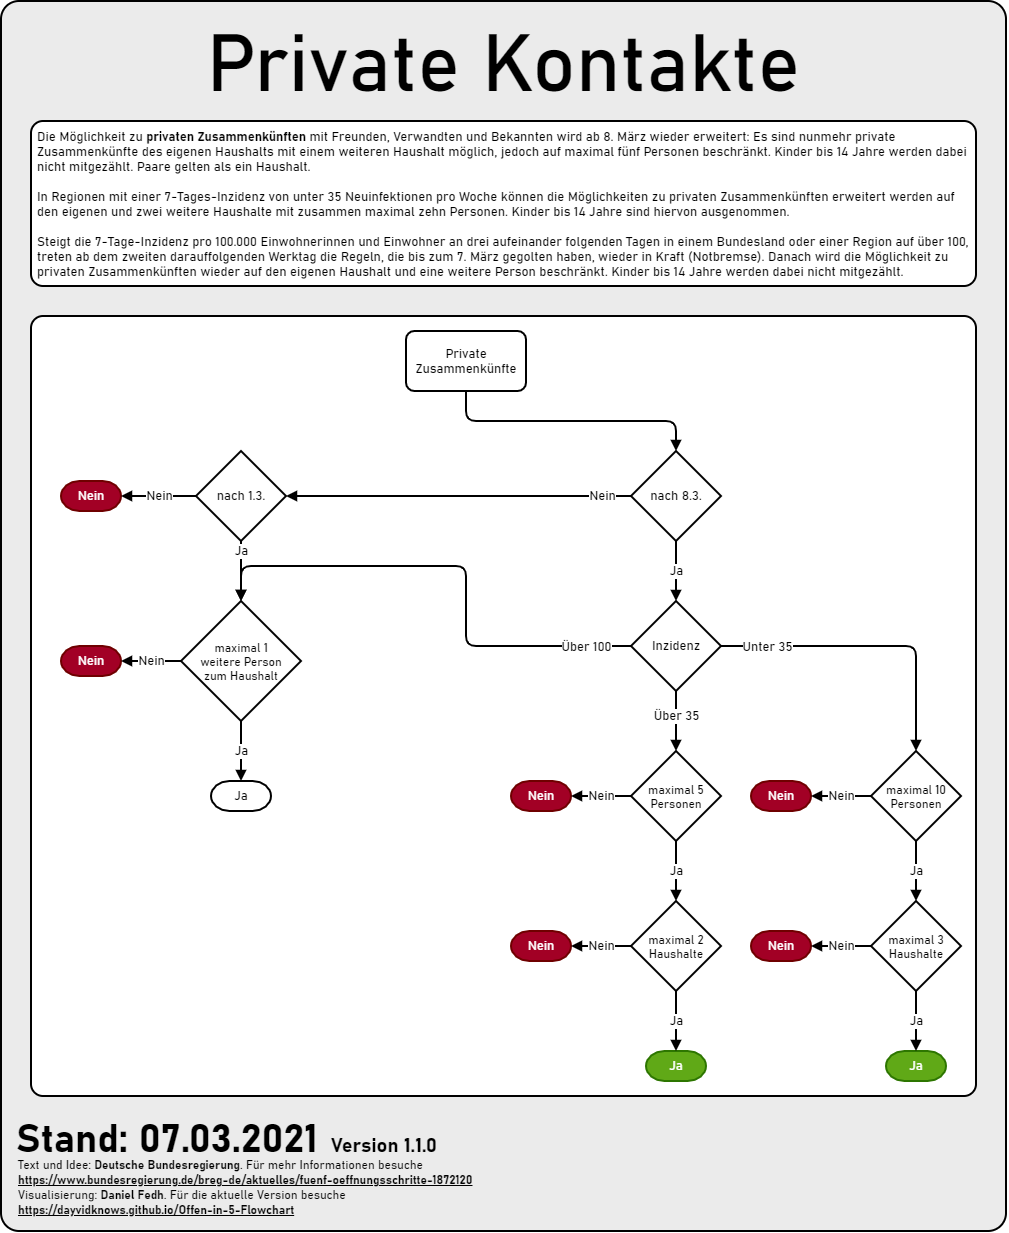 Private Kontakte
Die Möglichkeit zu privaten Zusammenkünften mit Freunden, Verwandten und Bekannten wird ab 8. März wieder erweitert: Es sind nunmehr private
Zusammenkünfte des eigenen Haushalts mit einem weiteren Haushalt möglich, jedoch auf maximal fünf Personen beschränkt. Kinder bis 14 Jahre werden dabei
nicht mitgezählt. Paare gelten als ein Haushalt.
In Regionen mit einer 7-Tages-Inzidenz von unter 35 Neuinfektionen pro Woche können die Möglichkeiten zu privaten Zusammenkünften erweitert werden auf
den eigenen und zwei weitere Haushalte mit zusammen maximal zehn Personen. Kinder bis 14 Jahre sind hiervon ausgenommen.
Steigt die 7-Tage-Inzidenz pro 100.000 Einwohnerinnen und Einwohner an drei aufeinander folgenden Tagen in einem Bundesland oder einer Region auf über 100,
treten ab dem zweiten darauffolgenden Werktag die Regeln, die bis zum 7. März gegolten haben, wieder in Kraft (Notbremse). Danach wird die Möglichkeit zu
privaten Zusammenkünften wieder auf den eigenen Haushalt und eine weitere Person beschränkt. Kinder bis 14 Jahre werden dabei nicht mitgezählt.
Private
Zusammenkünfte
Nein
Nein
nach 1.3.
Nein
nach 8.3.
Ja
Ja
Nein
Nein
maximal 1
weitere Person
zum Haushalt
Über 100
Inzidenz
Unter 35
Über 35
Ja
Ja
Nein
Nein
maximal 5
Personen
Nein
Nein
maximal 10
Personen
Ja
Ja
Nein
Nein
maximal 2
Haushalte
Nein
Nein
maximal 3
Haushalte
Ja
Ja
Ja
Ja
Stand: 07.03.2021 Version 1.1.0
Text und Idee: Deutsche Bundesregierung. Für mehr Informationen besuche
https://www.bundesregierung.de/breg-de/aktuelles/fuenf-oeffnungsschritte-1872120
Visualisierung: Daniel Fedh. Für die aktuelle Version besuche
https://dayvidknows.github.io/Offen-in-5-Flowchart